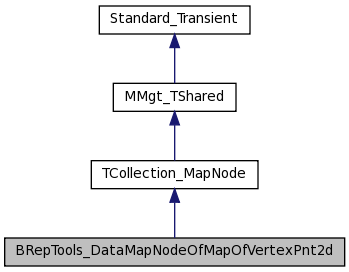 Standard_Transient
MMgt_TShared
TCollection_MapNode
BRepTools_DataMapNodeOfMapOfVertexPnt2d